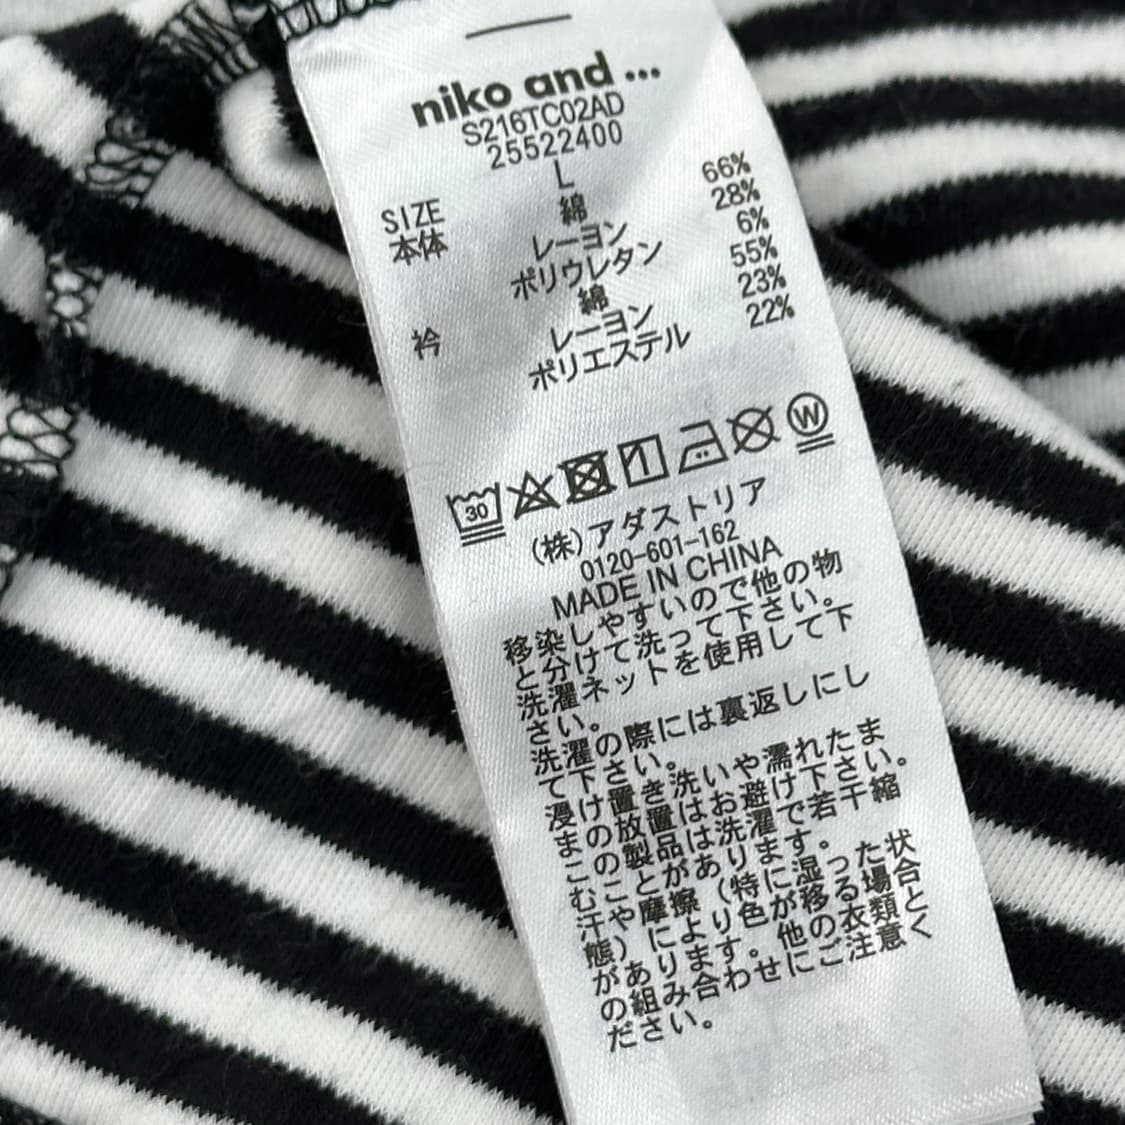 niko and ...
S216TC02AD
25522400
SIZE L
本体 綿 66%
レーヨン 28%
ポリウレタン 6%
衿 綿 55%
レーヨン 23%
ポリエステル 22%
30 W
(株)アダストリア
0120-601-162
MADE IN CHINA
移染しやすいので他の物
と分けて洗って下さい。
洗濯ネットを使用して下
さい。
洗濯の際には裏返しにし
て下さい。
浸け置き洗いや濡れたま
まの放置はお避け下さい。
この製品は洗濯で若干縮
むことがあります。
汗や摩擦（特に湿った状
態）により色が移る場合と
があります。他の衣類と
の組み合わせにご注意く
ださい。